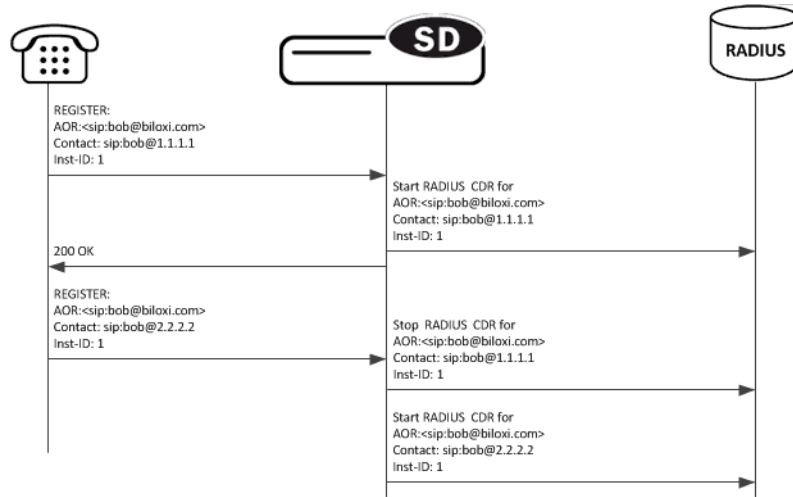 SD
RADIUS
REGISTER:
AOR:<sip:bob@biloxi.com>
Contact: sip:bob@1.1.1.1
Inst-ID: 1
Start RADIUS CDR for
AOR:<sip:bob@biloxi.com>
Contact: sip:bob@1.1.1.1
Inst-ID: 1
200 OK
REGISTER:
AOR:<sip:bob@biloxi.com>
Contact: sip:bob@2.2.2.2
Inst-ID: 1
Stop RADIUS CDR for
AOR:<sip:bob@biloxi.com>
Contact: sip:bob@1.1.1.1
Inst-ID: 1
Start RADIUS CDR for
AOR:<sip:bob@biloxi.com>
Contact: sip:bob@2.2.2.2
Inst-ID: 1